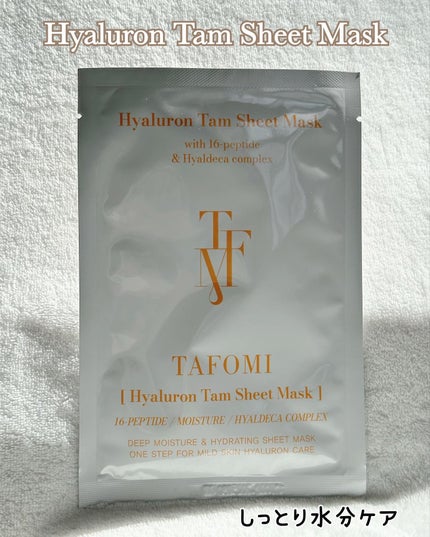 Hyaluron Tam Sheet Mask
Hyaluron Tam Sheet Mask
with 16-peptide
& Hyaldeca complex
TFM
TAFOMI
[ Hyaluron Tam Sheet Mask ]
16-PEPTIDE / MOISTURE / HYALDECA COMPLEX
DEEP MOISTURE & HYDRATING SHEET MASK
ONE STEP FOR MILD SKIN HYALURON CARE
しっとり水分ケア